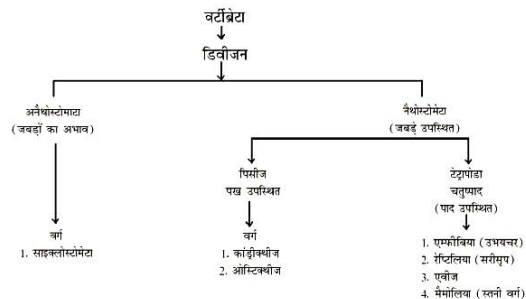 वर्टीब्रेटा
डिवीजन
अनैथोस्टोमाटा
(जबड़ों का अभाव)
नैथोस्टोमेटा
(जबड़े उपस्थित)
पिसीज
पख उपस्थित
टेट्रापोडा
चतुष्पाद
(पाद उपस्थित)
वर्ग
1. साइक्लोस्टोमेटा
वर्ग
1. कांड्रीक्थीज
2. ओस्टिक्थीज
1. एम्फीबिया (उभयचर)
2. रेप्टिलिया (सरीसृप)
3. एवीज
4. मैमोलिया (स्तनी वर्ग)